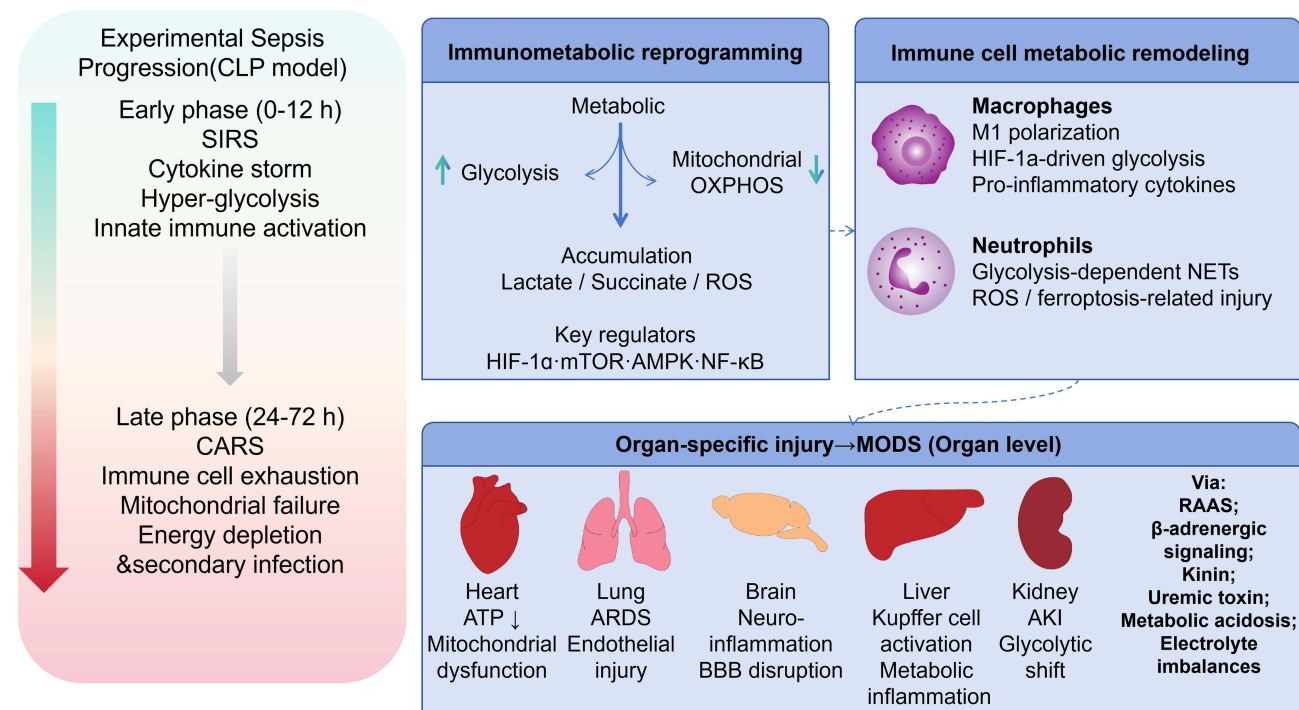 Experimental Sepsis
Progression(CLP model)
Early phase (0-12 h)
SIRS
Cytokine storm
Hyper-glycolysis
Innate immune activation
Late phase (24-72 h)
CARS
Immune cell exhaustion
Mitochondrial failure
Energy depletion
&secondary infection
Immunometabolic reprogramming
Metabolic
Glycolysis
Mitochondrial
OXPHOS
Accumulation
Lactate / Succinate / ROS
Key regulators
HIF-1α·mTOR·AMPK·NF-κB
Immune cell metabolic remodeling
Macrophages
M1 polarization
HIF-1a-driven glycolysis
Pro-inflammatory cytokines
Neutrophils
Glycolysis-dependent NETs
ROS / ferroptosis-related injury
Organ-specific injury→MODS (Organ level)
Heart
ATP ↓
Mitochondrial
dysfunction
Lung
ARDS
Endothelial
injury
Brain
Neuro-
inflammation
BBB disruption
Liver
Kupffer cell
activation
Metabolic
inflammation
Kidney
AKI
Glycolytic
shift
Via:
RAAS;
β-adrenergic
signaling;
Kinin;
Uremic toxin;
Metabolic acidosis;
Electrolyte
imbalances